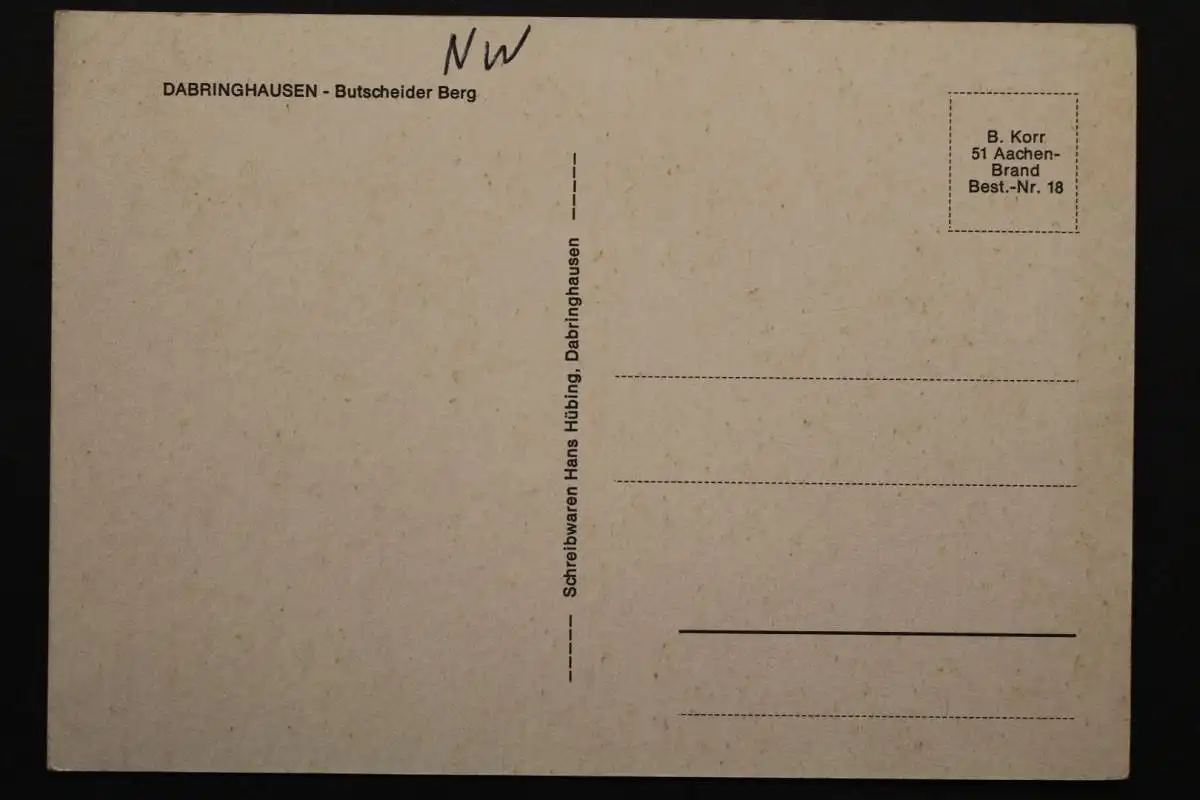 NW
DABRINGHAUSEN - Butscheider Berg
B. Korr
51 Aachen-
Brand
Best.-Nr. 18
Schreibwaren Hans Hübing, Dabringhausen